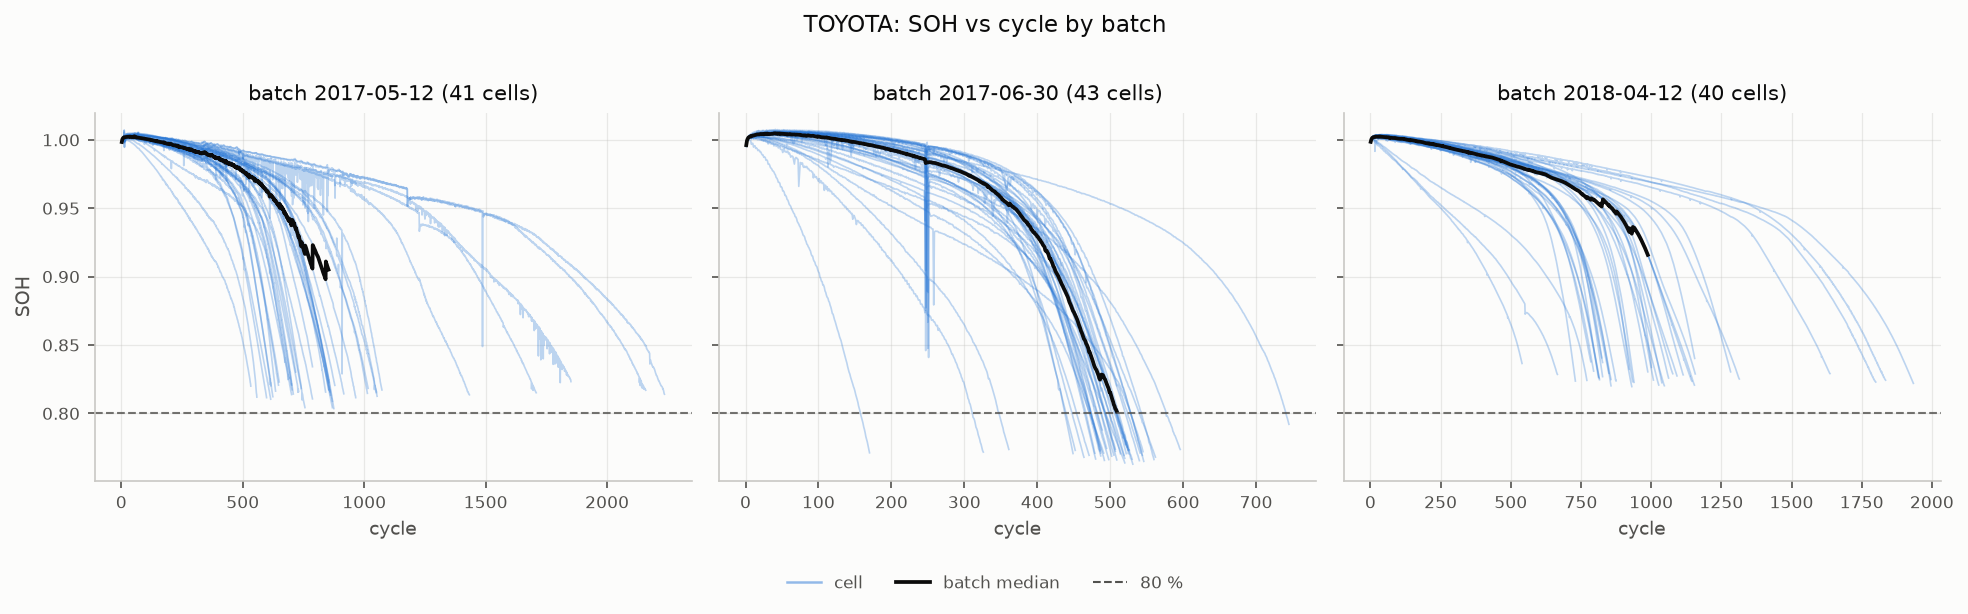 TOYOTA: SOH vs cycle by batch
batch 2017-05-12 (41 cells)
batch 2017-06-30 (43 cells)
batch 2018-04-12 (40 cells)
SOH
1.00
0.95
0.90
0.85
0.80
0 500 1000 1500 2000
0 100 200 300 400 500 600 700
0 250 500 750 1000 1250 1500 1750 2000
cycle
cycle
cycle
cell batch median 80 %